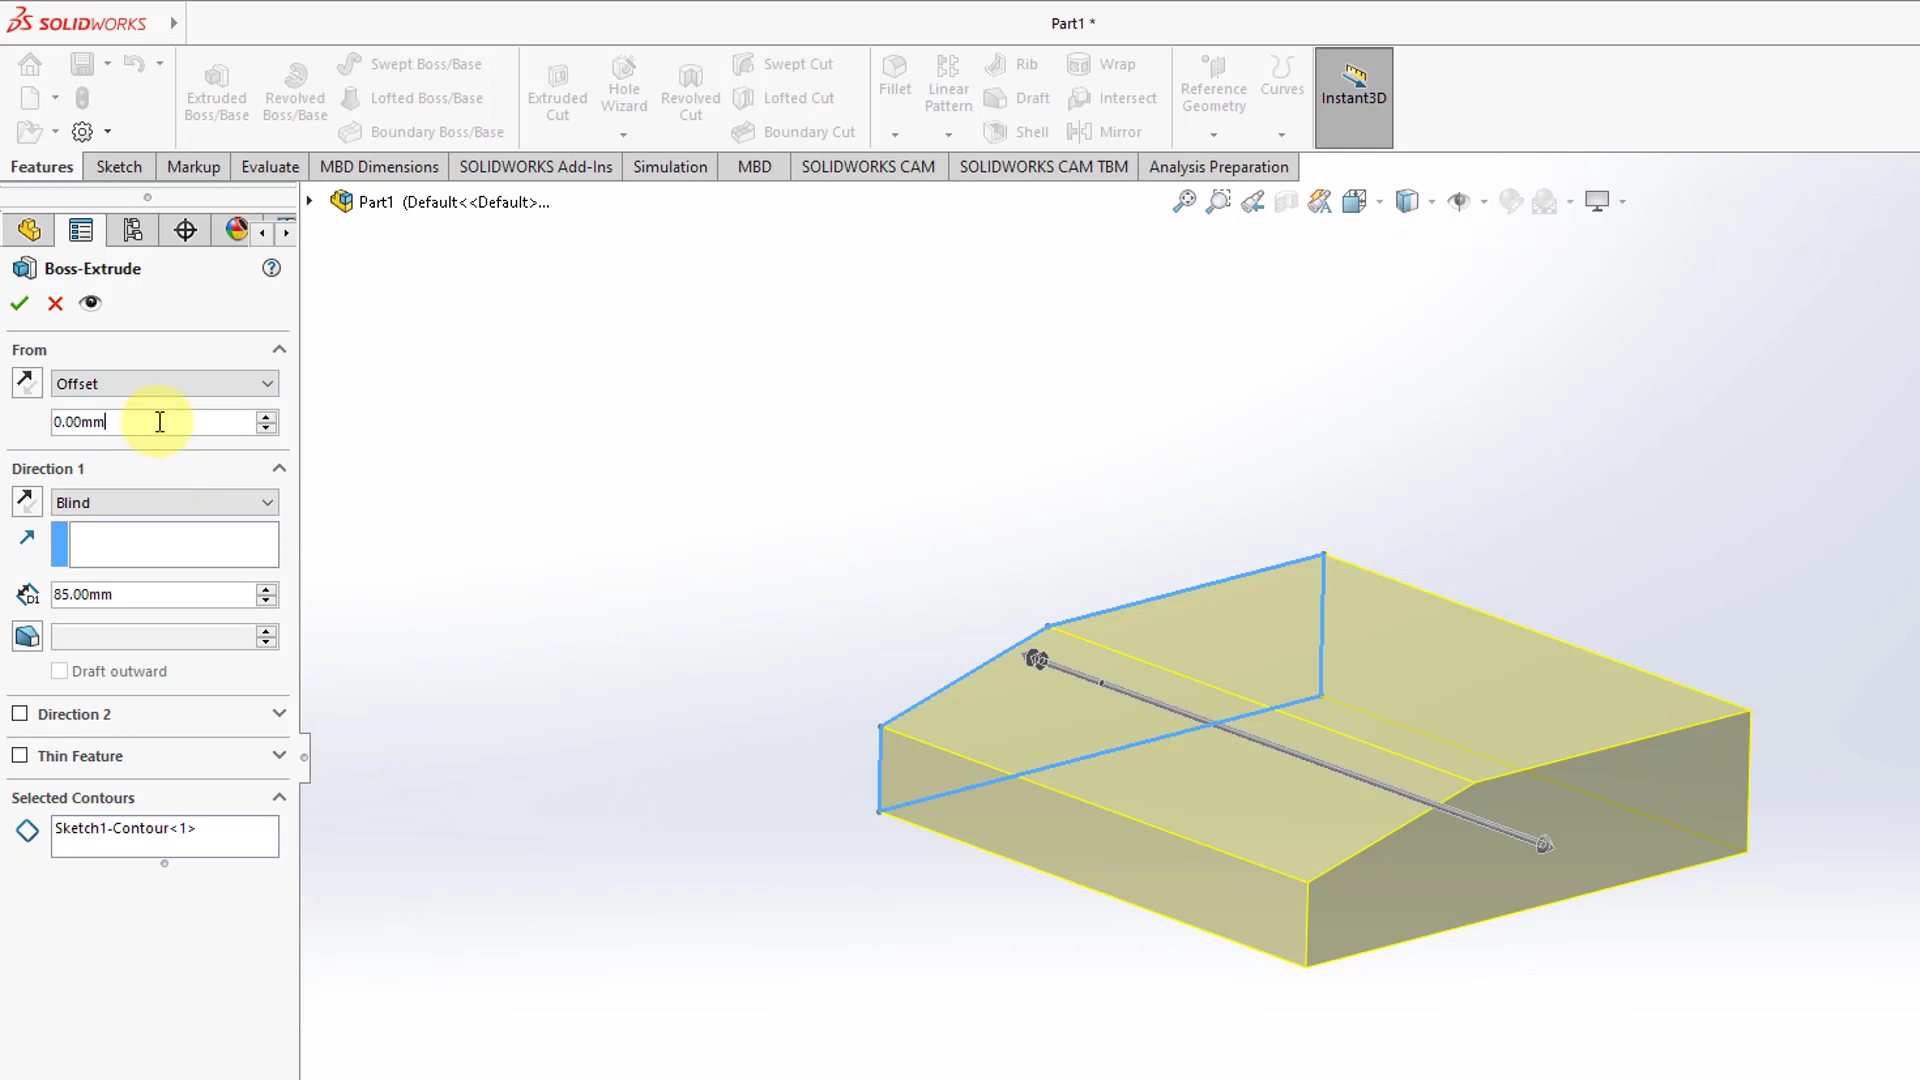 SOLIDWORKS
Part1 *
Extruded Boss/Base
Revolved Boss/Base
Swept Boss/Base
Lofted Boss/Base
Boundary Boss/Base
Extruded Cut
Hole Wizard
Revolved Cut
Swept Cut
Lofted Cut
Boundary Cut
Fillet
Linear Pattern
Rib
Draft
Shell
Wrap
Intersect
Mirror
Reference Geometry
Curves
Instant3D
Features
Sketch
Markup
Evaluate
MBD Dimensions
SOLIDWORKS Add-Ins
Simulation
MBD
SOLIDWORKS CAM
SOLIDWORKS CAM TBM
Analysis Preparation
Part1 (Default<<Default>...
Boss-Extrude
From
Offset
0.00mm
Direction 1
Blind
D1
85.00mm
Draft outward
Direction 2
Thin Feature
Selected Contours
Sketch1-Contour<1>